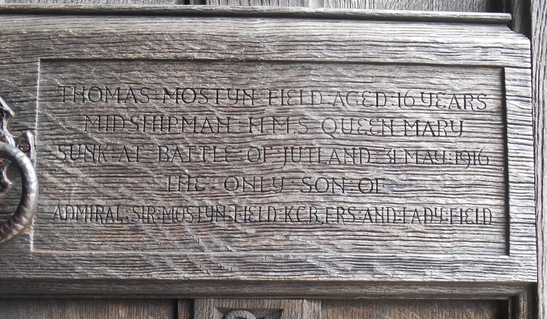 THOMAS MOSTYN FIELD AGED 16 YEARS
MIDSHIPMAN H.M.S QUEEN MARY
SUNK AT BATTLE OF JUTLAND 31 MAY 1916
THE ONLY SON OF
ADMIRAL SIR MOSTYN FIELD K.C.B, F.R.S AND LADY FIELD